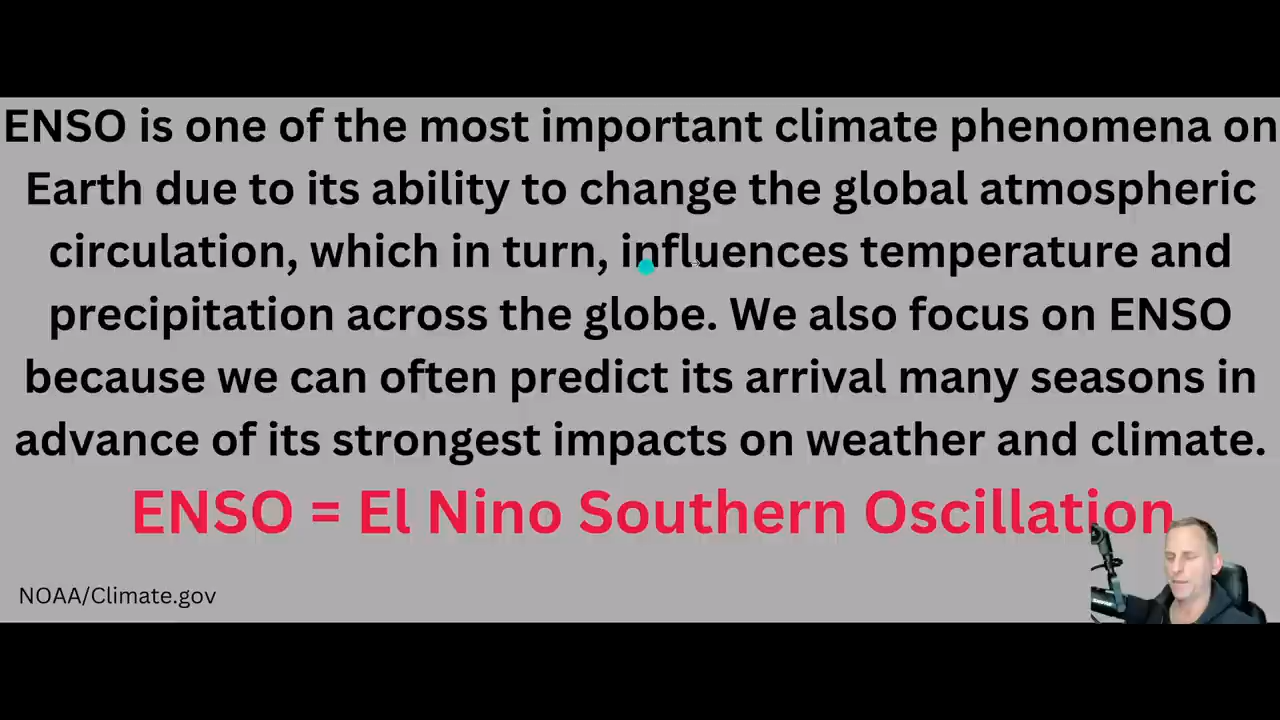 ENSO is one of the most important climate phenomena on
Earth due to its ability to change the global atmospheric
circulation, which in turn, influences temperature and
precipitation across the globe. We also focus on ENSO
because we can often predict its arrival many seasons in
advance of its strongest impacts on weather and climate.
ENSO = El Nino Southern Oscillation
NOAA/Climate.gov